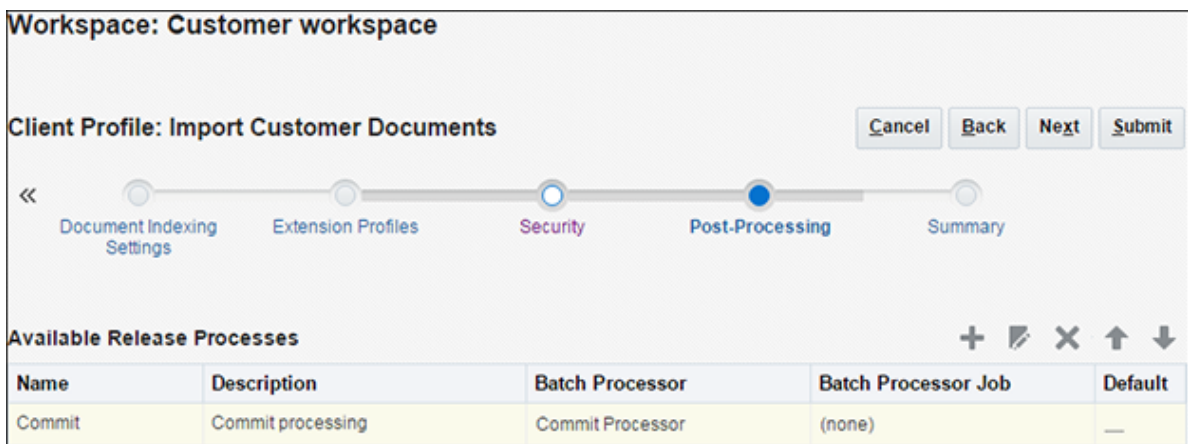 Workspace: Customer workspace
Client Profile: Import Customer Documents
Cancel Back Next Submit
«
Document Indexing Settings
Extension Profiles
Security
Post-Processing
Summary
Available Release Processes
Name Description Batch Processor Batch Processor Job Default
Commit Commit processing Commit Processor (none) —